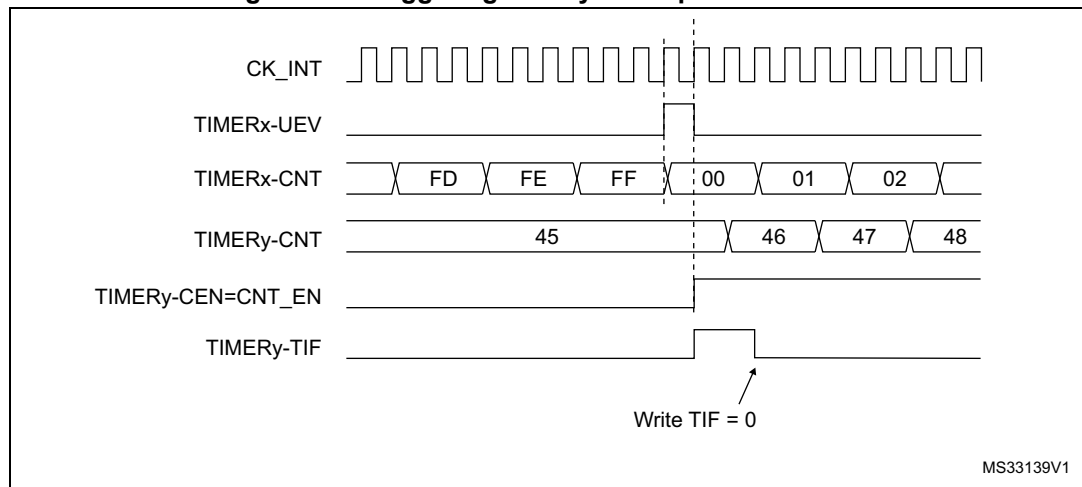 CK_INT
TIMERx-UEV
TIMERx-CNT FD FE FF 00 01 02
TIMERy-CNT 45 46 47 48
TIMERy-CEN=CNT_EN
TIMERy-TIF
Write TIF = 0
MS33139V1